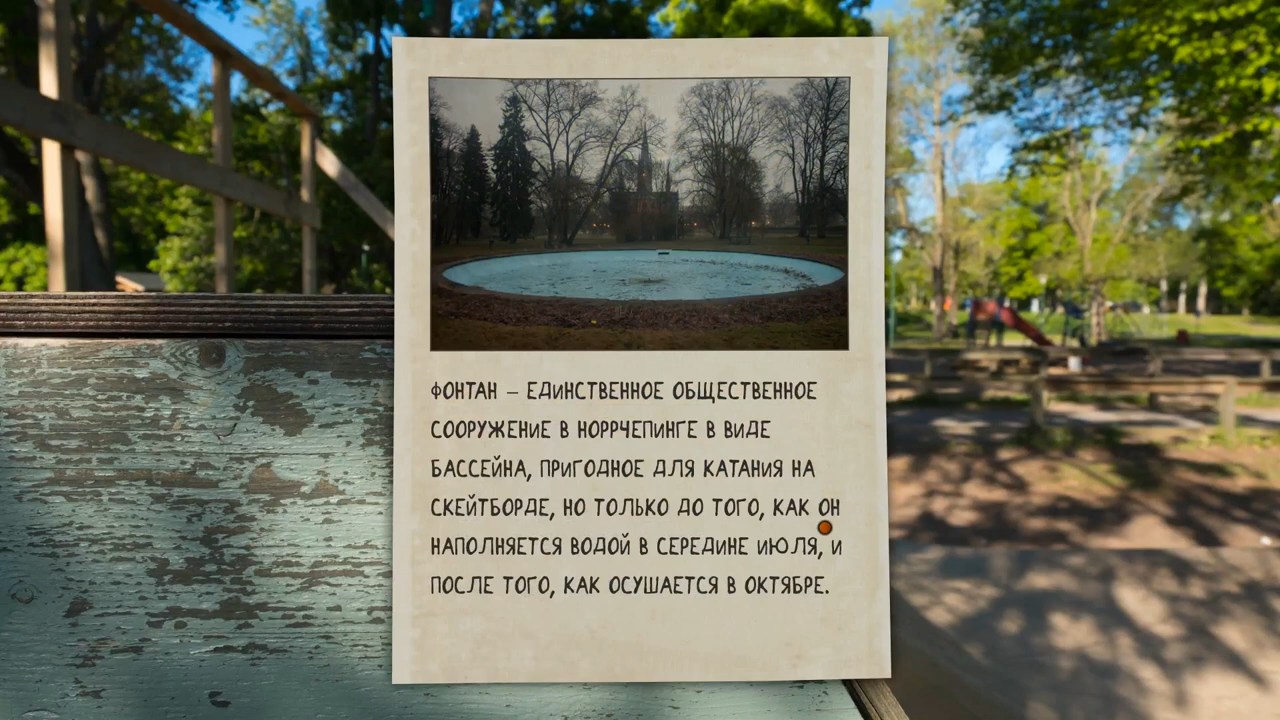 ФОНТАН – ЕДИНСТВЕННОЕ ОБЩЕСТВЕННОЕ
СООРУЖЕНИЕ В НОРРЧЕПИНГЕ В ВИДЕ
БАССЕЙНА, ПРИГОДНОЕ ДЛЯ КАТАНИЯ НА
СКЕЙТБОРДЕ, НО ТОЛЬКО ДО ТОГО, КАК ОН
НАПОЛНЯЕТСЯ ВОДОЙ В СЕРЕДИНЕ ИЮЛЯ, И
ПОСЛЕ ТОГО, КАК ОСУШАЕТСЯ В ОКТЯБРЕ.